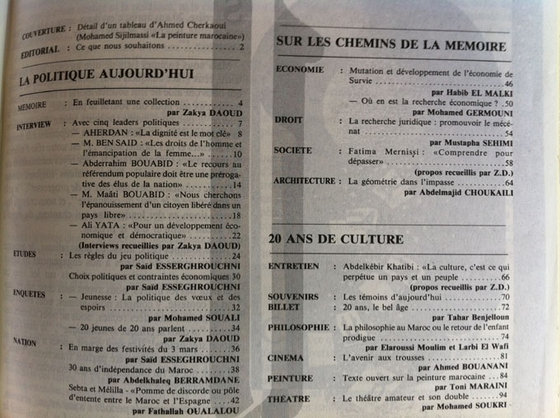 COUVERTURE : Détail d'un tableau d'Ahmed Cherkaoui
(Mohamed Sijilmassi «La peinture marocaine»)
EDITORIAL : Ce que nous souhaitons . . . . . . . . . 2
LA POLITIQUE AUJOURD'HUI
MEMOIRE : En feuilletant une collection . . . . . . . . 4
par Zakya DAOUD
INTERVIEW : Avec cinq leaders politiques . . . . . . . . 7
— AHERDAN : «La dignité est le mot clé» 8
— M. BEN SAID : «Les droits de l'homme et
l'émancipation de la femme...» . . . . . . . . 10
— Abderrahim BOUABID : «Le recours au
référendum populaire doit être une préroga-
tive des élus de la nation» . . . . . . . . 14
— M. Maâti BOUABID : «Nous cherchons
l'épanouissement d'un citoyen libéré dans un
pays libre» . . . . . . . . 18
— Ali YATA : «Pour un développement éco-
nomique et démocratique» . . . . . . . . 22
(Interviews recueillies par Zakya DAOUD)
ETUDES : Les règles du jeu politique . . . . . . . . 24
par Saïd ESSERGHROUCHNI
Choix politiques et contraintes économiques 30
par Saïd ESSEGHROUCHNI
ENQUETES : — Jeunesse : La politique des vœux et des
espoirs . . . . . . . . 32
par Mohamed SOUALI
— 20 jeunes de 20 ans parlent . . . . . . . . 34
par Zakya DAOUD
NATION : En marge des festivités du 3 mars . . . . . 36
par Saïd ESSEGHROUCHNI
30 ans d'indépendance du Maroc . . . . . 38
par Abdelkhaleq BERRAMDANE
Sebta et Mélilla - «Pomme de discorde ou pôle
d'entente entre le Maroc et l'Espagne . . . . 42
par Fathallah OUALALOU
SUR LES CHEMINS DE LA MEMOIRE
ECONOMIE : Mutation et développement de l'économie de
Survie . . . . . . . . 46
par Habib EL MALKI
— Où en est la recherche économique ? . 50
par Mohamed GERMOUNI
DROIT : La recherche juridique : promouvoir le mécé-
nat . . . . . . . . 54
par Mustapha SEHIMI
SOCIETE : Fatima Mernissi : «Comprendre pour
dépasser» . . . . . . . . 58
(propos recueillis par Z.D.)
ARCHITECTURE : La géométrie dans l'impasse . . . . . . . . 64
par Abdelmajid CHOUKAILI
20 ANS DE CULTURE
ENTRETIEN : Abdelkébir Khatibi : «La culture, c'est ce qui
perpétue un pays et un peuple . . . . . . . . 66
(propos recueillis par Z.D.)
SOUVENIRS : Les témoins d'aujourd'hui . . . . . . . . 70
BILLET : 20 ans, le bel âge . . . . . . . . 72
par Tahar Benjelloun
PHILOSOPHIE : La philosophie au Maroc ou le retour de l'enfant
prodigue . . . . . . . . 74
par Elaroussi Moulim et Larbi El Wafi
CINEMA : L'avenir aux trousses . . . . . . . . 81
par Ahmed BOUANANI
PEINTURE : Texte ouvert sur la peinture marocaine . . 84
par Toni MARAINI
THEATRE : Le théâtre amateur et son double . . . . . . 94
par Mohamed SOUKRI